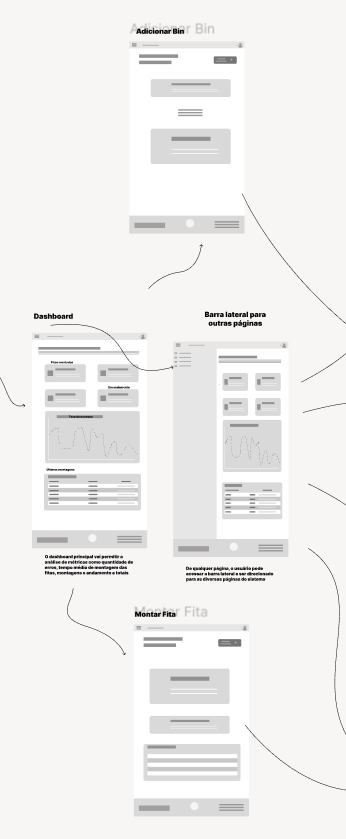 Adicionar Bin
Adicionar Bin
Dashboard
Barra lateral para
outras páginas
Fitas montadas
Em andamento
Últimas montagens
O dashboard principal vai permitir a
análise de métricas como quantidade de
erros, tempo médio de montagem das
fitas, montagens e andamento e totais
De qualquer página, o usuário pode
acessar a barra lateral e ser direcionado
para as diversas páginas do sistema
Montar Fita
Montar Fita